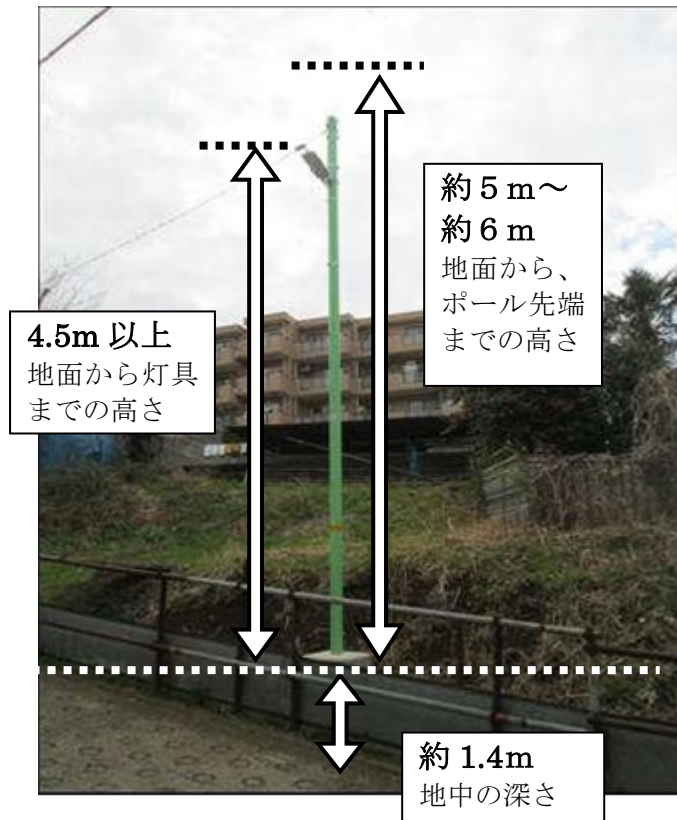 約５ｍ～
約６ｍ
地面から、
ポール先端
までの高さ
4.5m 以上
地面から灯具
までの高さ
約 1.4m
地中の深さ